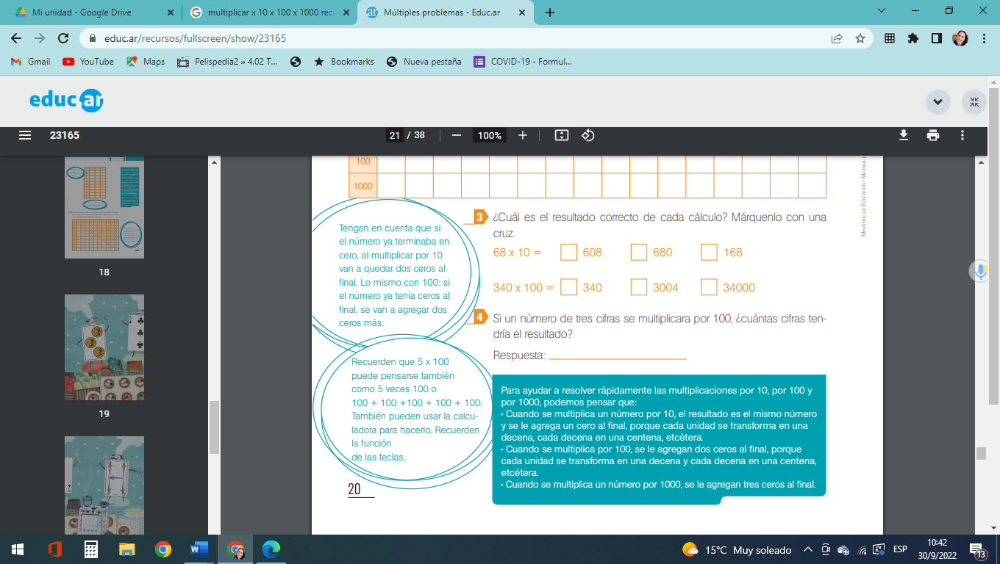 Mi unidad - Google Drive
multiplicar x 10 x 100 x 1000 recu
Múltiples problemas - Educ.ar
educ.ar/recursos/fullscreen/show/23165
Gmail
YouTube
Maps
Pelispedia2 » 4.02 T...
Bookmarks
Nueva pestaña
COVID-19 - Formul...
educ ar
23165
21 / 38
100%
18
19
100
1000
Tengan en cuenta que si
el número ya terminaba en
cero, al multiplicar por 10
van a quedar dos ceros al
final. Lo mismo con 100: si
el número ya tenía ceros al
final, se van a agregar dos
ceros más.
3 ¿Cuál es el resultado correcto de cada cálculo? Márquenlo con una
cruz.
68 x 10 = 608 680 168
340 x 100 = 340 3004 34000
4 Si un número de tres cifras se multiplicara por 100, ¿cuántas cifras ten-
dría el resultado?
Respuesta:
Recuerden que 5 x 100
puede pensarse también
como 5 veces 100 o
100 + 100 +100 + 100 + 100.
También pueden usar la calcu-
ladora para hacerlo. Recuerden
la función
de las teclas.
Para ayudar a resolver rápidamente las multiplicaciones por 10, por 100 y
por 1000, podemos pensar que:
• Cuando se multiplica un número por 10, el resultado es el mismo número
y se le agrega un cero al final, porque cada unidad se transforma en una
decena, cada decena en una centena, etcétera.
• Cuando se multiplica por 100, se le agregan dos ceros al final, porque
cada unidad se transforma en una decena y cada decena en una centena,
etcétera.
• Cuando se multiplica un número por 1000, se le agregan tres ceros al final.
20
15°C Muy soleado
ESP
10:42
30/9/2022
13